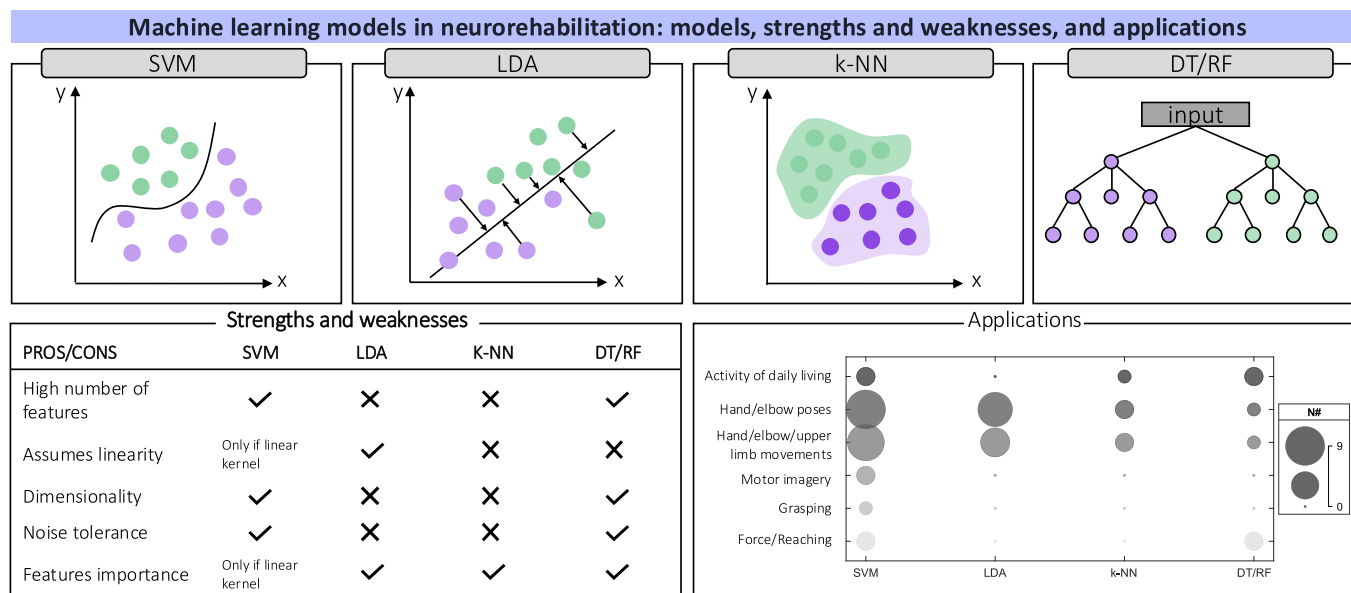 Machine learning models in neurorehabilitation: models, strengths and weaknesses, and applications
SVM
LDA
k-NN
DT/RF
y
x
y
x
y
x
input
Strengths and weaknesses
PROS/CONS SVM LDA K-NN DT/RF
High number of
features
Assumes linearity
Only if linear
kernel
Dimensionality
Noise tolerance
Features importance
Only if linear
kernel
Applications
Activity of daily living
Hand/elbow poses
Hand/elbow/upper
limb movements
Motor imagery
Grasping
Force/Reaching
SVM LDA k-NN DT/RF
N#
9
0